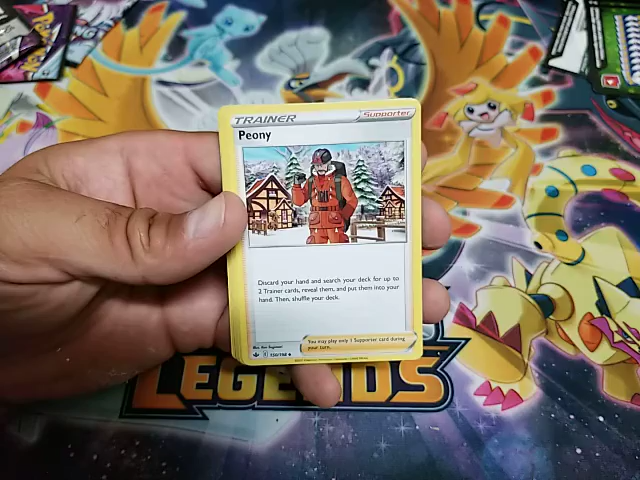 TRAINER
Supporter
Peony
Discard your hand and search your deck for up to
2 Trainer cards, reveal them, and put them into your
hand. Then, shuffle your deck.
You may play only 1 Supporter card during
your turn.
150/198
LEGENDS